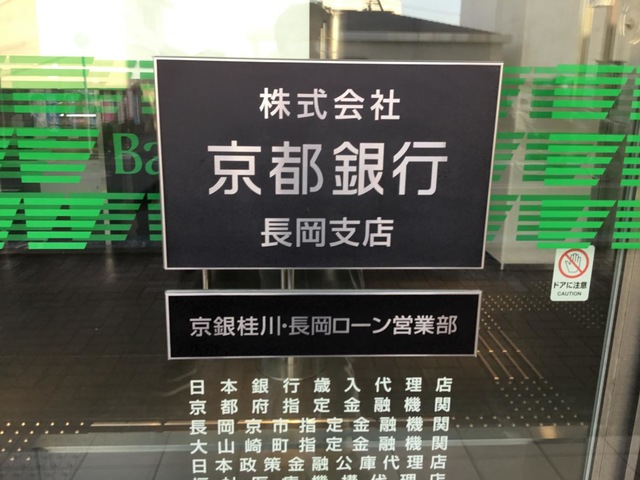 株式会社
京都銀行
長岡支店
Ba
京銀桂川・長岡ローン営業部
ドアに注意
CAUTION
日本銀行歳入代理店
京都府指定金融機関
長岡京市指定金融機関
大山崎町指定金融機関
日本政策金融公庫代理店